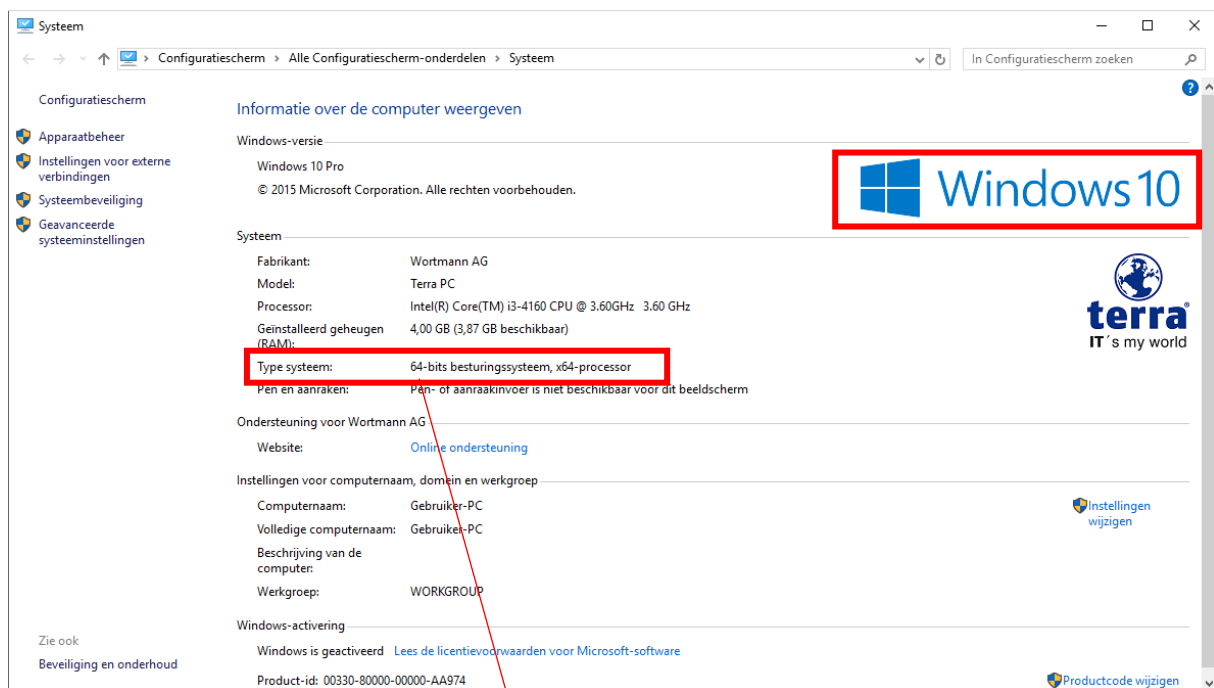 Systeem
Configuratiescherm > Alle Configuratiescherm-onderdelen > Systeem
In Configuratiescherm zoeken
Configuratiescherm
Apparaatbeheer
Instellingen voor externe
verbindingen
Systeembeveiliging
Geavanceerde
systeeminstellingen
Zie ook
Beveiliging en onderhoud
Informatie over de computer weergeven
Windows-versie
Windows 10 Pro
© 2015 Microsoft Corporation. Alle rechten voorbehouden.
Windows 10
Systeem
Fabrikant: Wortmann AG
Model: Terra PC
Processor: Intel(R) Core(TM) i3-4160 CPU @ 3.60GHz 3.60 GHz
Geïnstalleerd geheugen 4,00 GB (3,87 GB beschikbaar)
(RAM):
Type systeem: 64-bits besturingssysteem, x64-processor
Pen en aanraken: Pen- of aanraakinvoer is niet beschikbaar voor dit beeldscherm
terra
IT´s my world
Ondersteuning voor Wortmann AG
Website: Online ondersteuning
Instellingen voor computernaam, domein en werkgroep
Computernaam: Gebruiker-PC
Instellingen
wijzigen
Volledige computernaam: Gebruiker-PC
Beschrijving van de
computer:
Werkgroep: WORKGROUP
Windows-activering
Windows is geactiveerd Lees de licentievoorwaarden voor Microsoft-software
Product-id: 00330-80000-00000-AA974
Productcode wijzigen